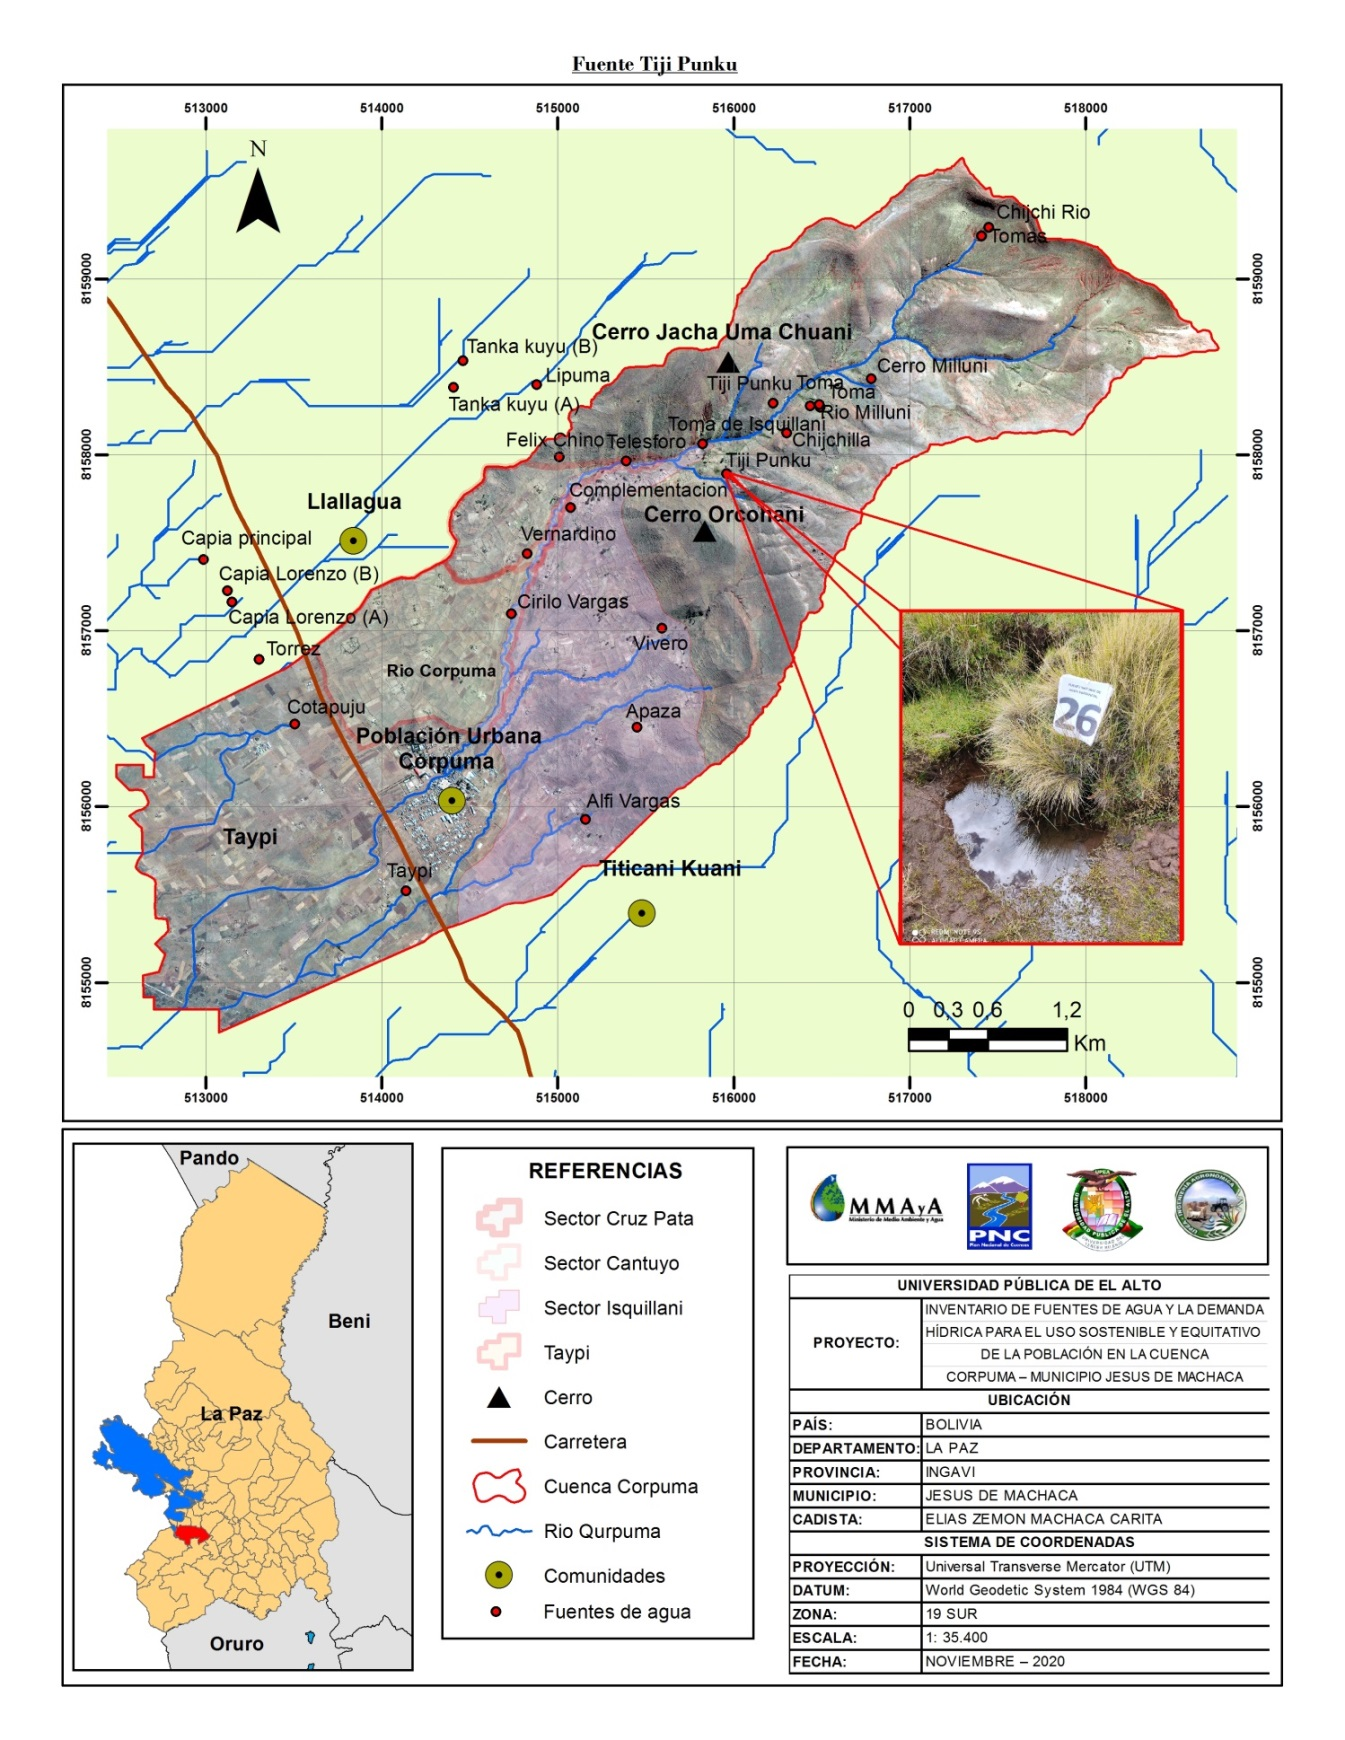 Fuente Tiji Punku
513000 514000 515000 516000 517000 518000
N
Chijchi Rio
Tomas
8159000
8159000
Cerro Jacha Uma Chuani
Tanka kuyu (B)
Lipuma
Cerro Milluni
Tiji Punku
Toma
Toma
Tanka kuyu (A)
Rio Milluni
Toma de Isquillani
Felix Chino
Telesforo
Chijchilla
8158000
8158000
Tiji Punku
Complementacion
Llallagua
Cerro Orcohani
Capia principal
Vernardino
Capia Lorenzo (B)
Cirilo Vargas
Capia Lorenzo (A)
8157000
8157000
Vivero
Torrez
Rio Corpuma
Cotapuju
Apaza
26
Población Urbana
Corpuma
Alfi Vargas
8156000
8156000
Taypi
Taypi
Titicani Kuani
8155000
8155000
0 0,3 0,6 1,2
Km
513000 514000 515000 516000 517000 518000
Pando
Beni
La Paz
Oruro
REFERENCIAS
Sector Cruz Pata
Sector Cantuyo
Sector Isquillani
Taypi
Cerro
Carretera
Cuenca Corpuma
Rio Qurpuma
Comunidades
Fuentes de agua
MMAyA
Ministerio de Medio Ambiente y Agua
PNC
Plan Nacional de Cuencas
UNIVERSIDAD PÚBLICA DE EL ALTO
PROYECTO:
INVENTARIO DE FUENTES DE AGUA Y LA DEMANDA
HÍDRICA PARA EL USO SOSTENIBLE Y EQUITATIVO
DE LA POBLACIÓN EN LA CUENCA
CORPUMA – MUNICIPIO JESUS DE MACHACA
UBICACIÓN
PAÍS: BOLIVIA
DEPARTAMENTO: LA PAZ
PROVINCIA: INGAVI
MUNICIPIO: JESUS DE MACHACA
CADISTA: ELIAS ZEMON MACHACA CARITA
SISTEMA DE COORDENADAS
PROYECCIÓN: Universal Transverse Mercator (UTM)
DATUM: World Geodetic System 1984 (WGS 84)
ZONA: 19 SUR
ESCALA: 1: 35.400
FECHA: NOVIEMBRE – 2020